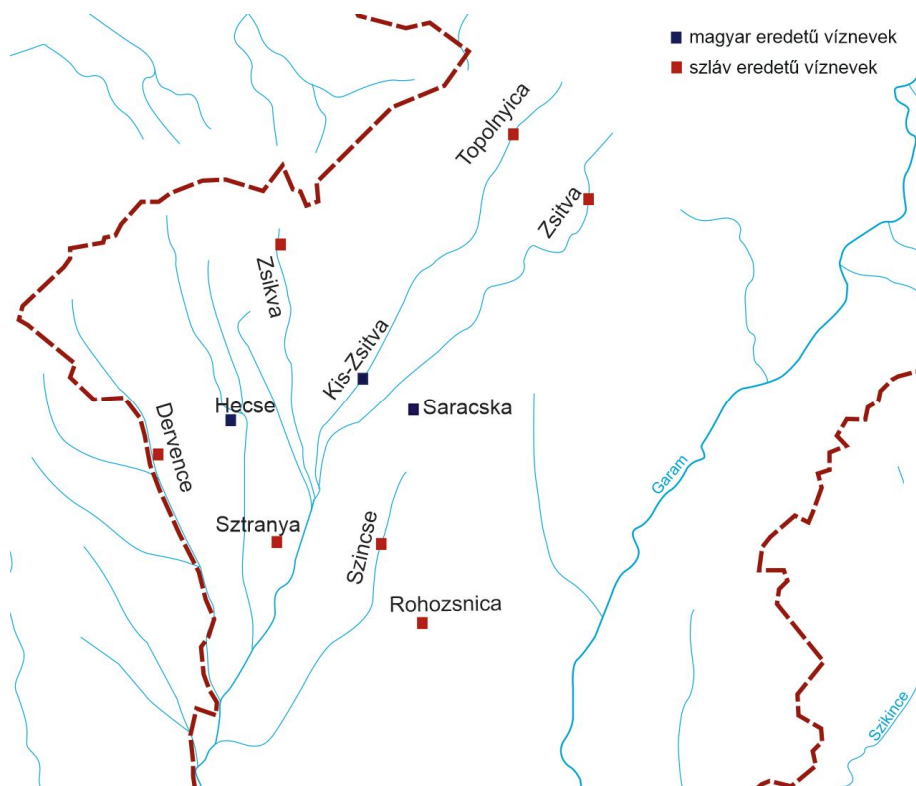 magyar eredetű víznevek
szláv eredetű víznevek
Topolnyica
Zsitva
Zsikva
Kis-Zsitva
Hecse
Saracska
Dervence
Garam
Sztranya
Szincse
Rohozsnica
Szikince